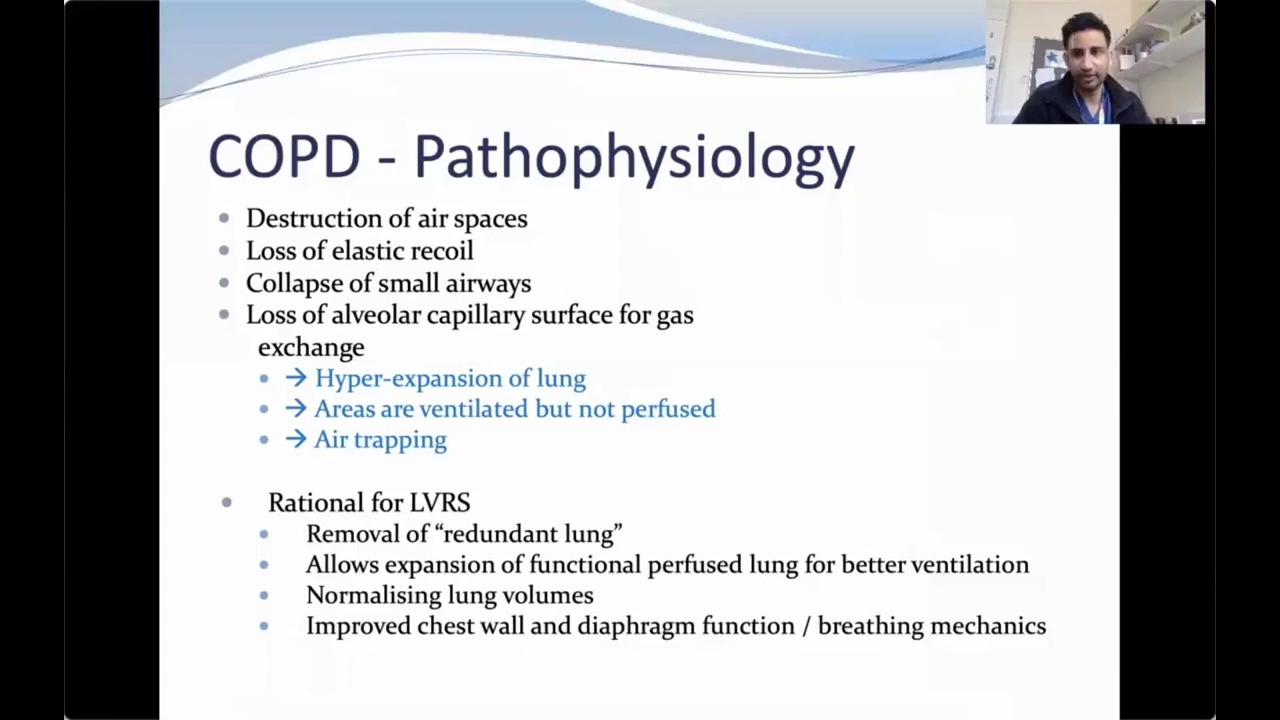 COPD - Pathophysiology
• Destruction of air spaces
• Loss of elastic recoil
• Collapse of small airways
• Loss of alveolar capillary surface for gas
exchange
• → Hyper-expansion of lung
• → Areas are ventilated but not perfused
• → Air trapping
• Rational for LVRS
• Removal of “redundant lung”
• Allows expansion of functional perfused lung for better ventilation
• Normalising lung volumes
• Improved chest wall and diaphragm function / breathing mechanics